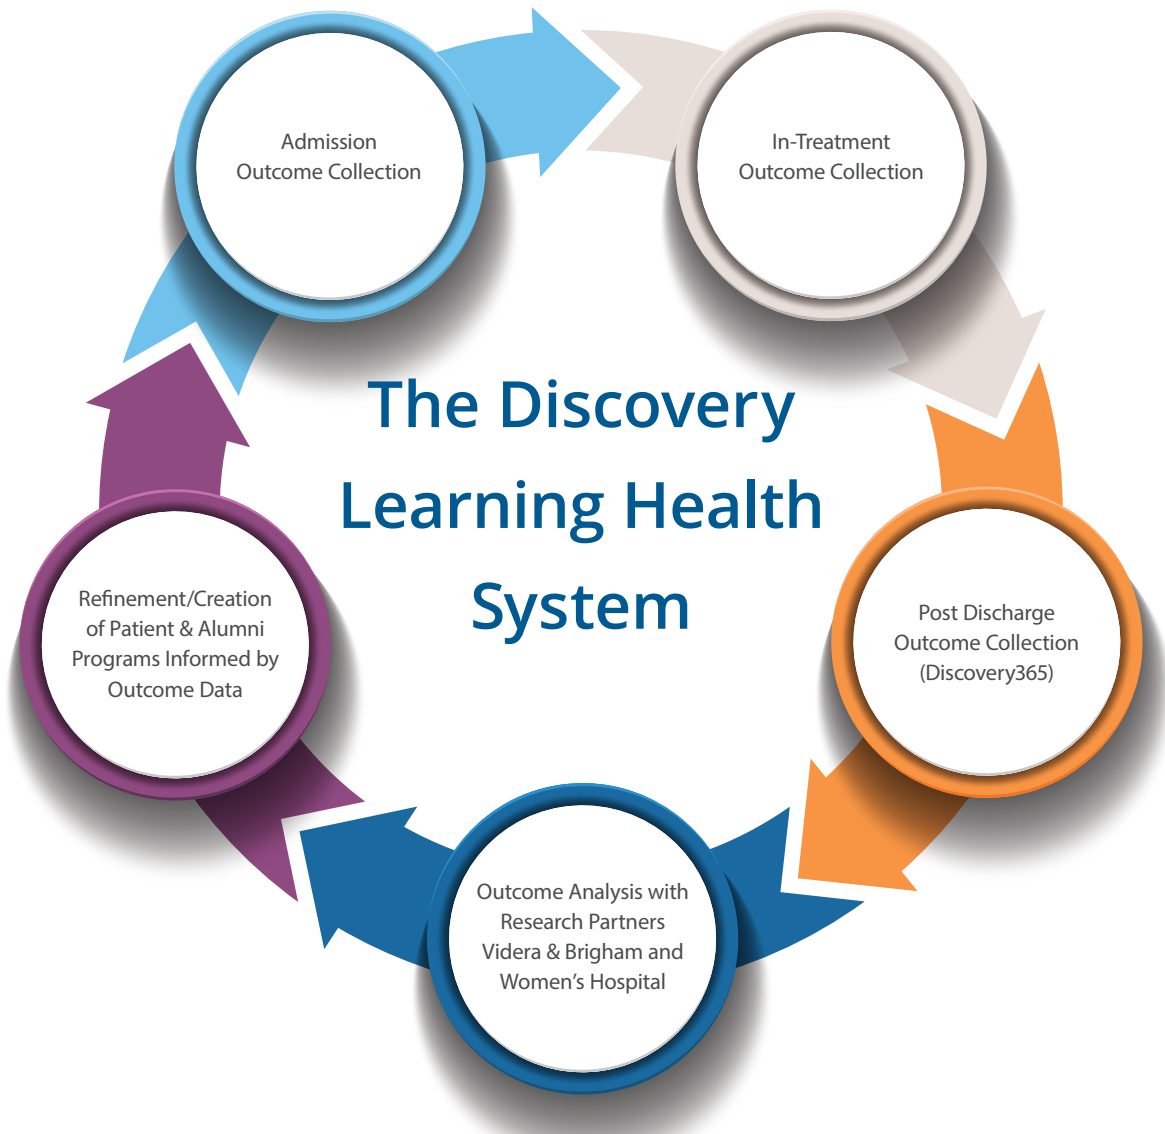 Admission
Outcome Collection
In-Treatment
Outcome Collection
The Discovery
Learning Health
System
Refinement/Creation
of Patient & Alumni
Programs Informed by
Outcome Data
Post Discharge
Outcome Collection
(Discovery365)
Outcome Analysis with
Research Partners
Videra & Brigham and
Women’s Hospital